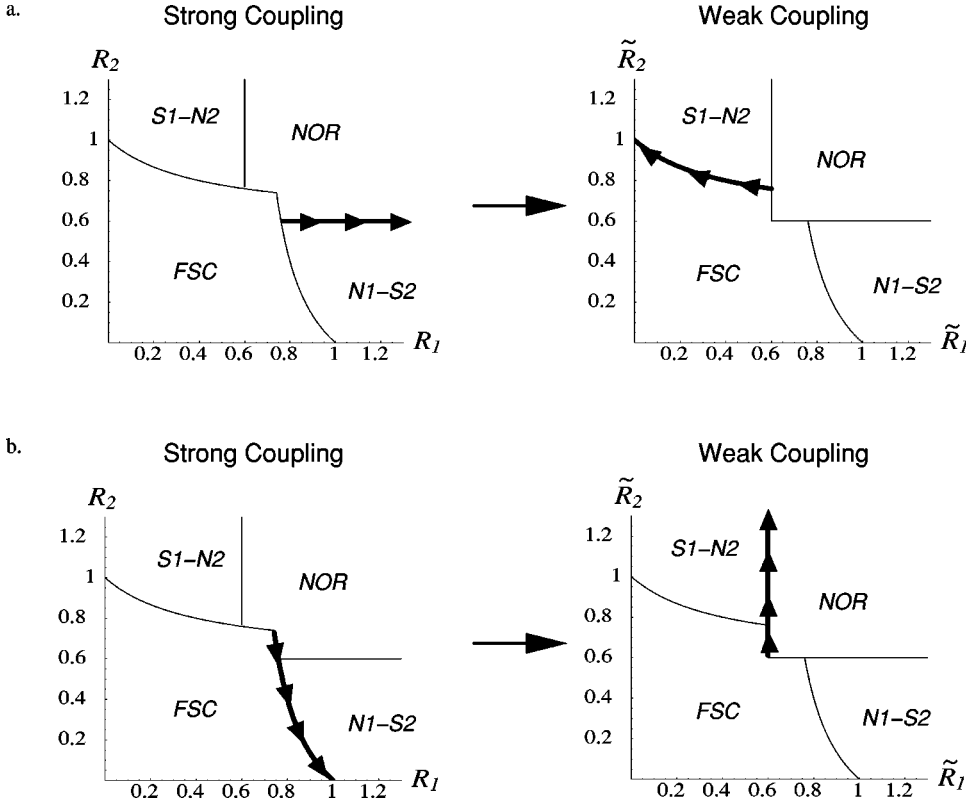 a.
Strong Coupling
Weak Coupling
R₂
R̃₂
1.2
S1–N2
NOR
1
0.8
0.6
0.4
FSC
N1–S2
0.2
0.2 0.4 0.6 0.8 1 1.2 R₁
1.2
S1–N2
NOR
1
0.8
0.6
0.4
FSC
N1–S2
0.2
0.2 0.4 0.6 0.8 1 1.2 R̃₁
b.
Strong Coupling
Weak Coupling
R₂
R̃₂
1.2
S1–N2
NOR
1
0.8
0.6
0.4
FSC
N1–S2
0.2
0.2 0.4 0.6 0.8 1 1.2 R₁
1.2
S1–N2
NOR
1
0.8
0.6
0.4
FSC
N1–S2
0.2
0.2 0.4 0.6 0.8 1 1.2 R̃₁